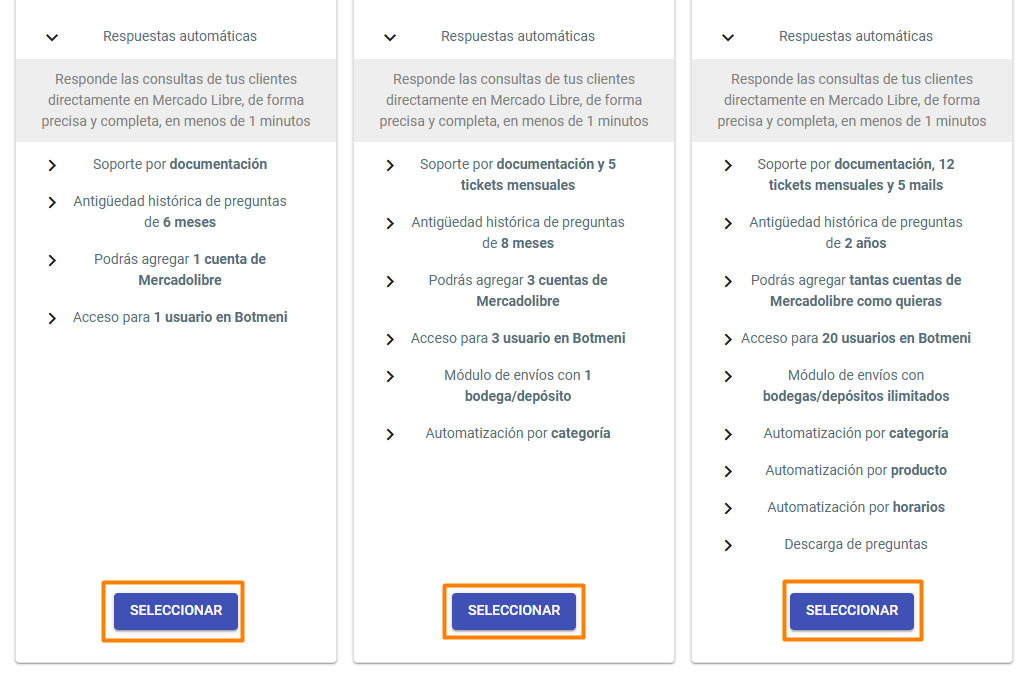 Respuestas automáticas
Responde las consultas de tus clientes
directamente en Mercado Libre, de forma
precisa y completa, en menos de 1 minutos
Soporte por documentación
Antigüedad histórica de preguntas
de 6 meses
Podrás agregar 1 cuenta de
Mercadolibre
Acceso para 1 usuario en Botmeni
SELECCIONAR
Respuestas automáticas
Responde las consultas de tus clientes
directamente en Mercado Libre, de forma
precisa y completa, en menos de 1 minutos
Soporte por documentación y 5
tickets mensuales
Antigüedad histórica de preguntas
de 8 meses
Podrás agregar 3 cuentas de
Mercadolibre
Acceso para 3 usuario en Botmeni
Módulo de envíos con 1
bodega/depósito
Automatización por categoría
SELECCIONAR
Respuestas automáticas
Responde las consultas de tus clientes
directamente en Mercado Libre, de forma
precisa y completa, en menos de 1 minutos
Soporte por documentación, 12
tickets mensuales y 5 mails
Antigüedad histórica de preguntas
de 2 años
Podrás agregar tantas cuentas de
Mercadolibre como quieras
Acceso para 20 usuarios en Botmeni
Módulo de envíos con
bodegas/depósitos ilimitados
Automatización por categoría
Automatización por producto
Automatización por horarios
Descarga de preguntas
SELECCIONAR